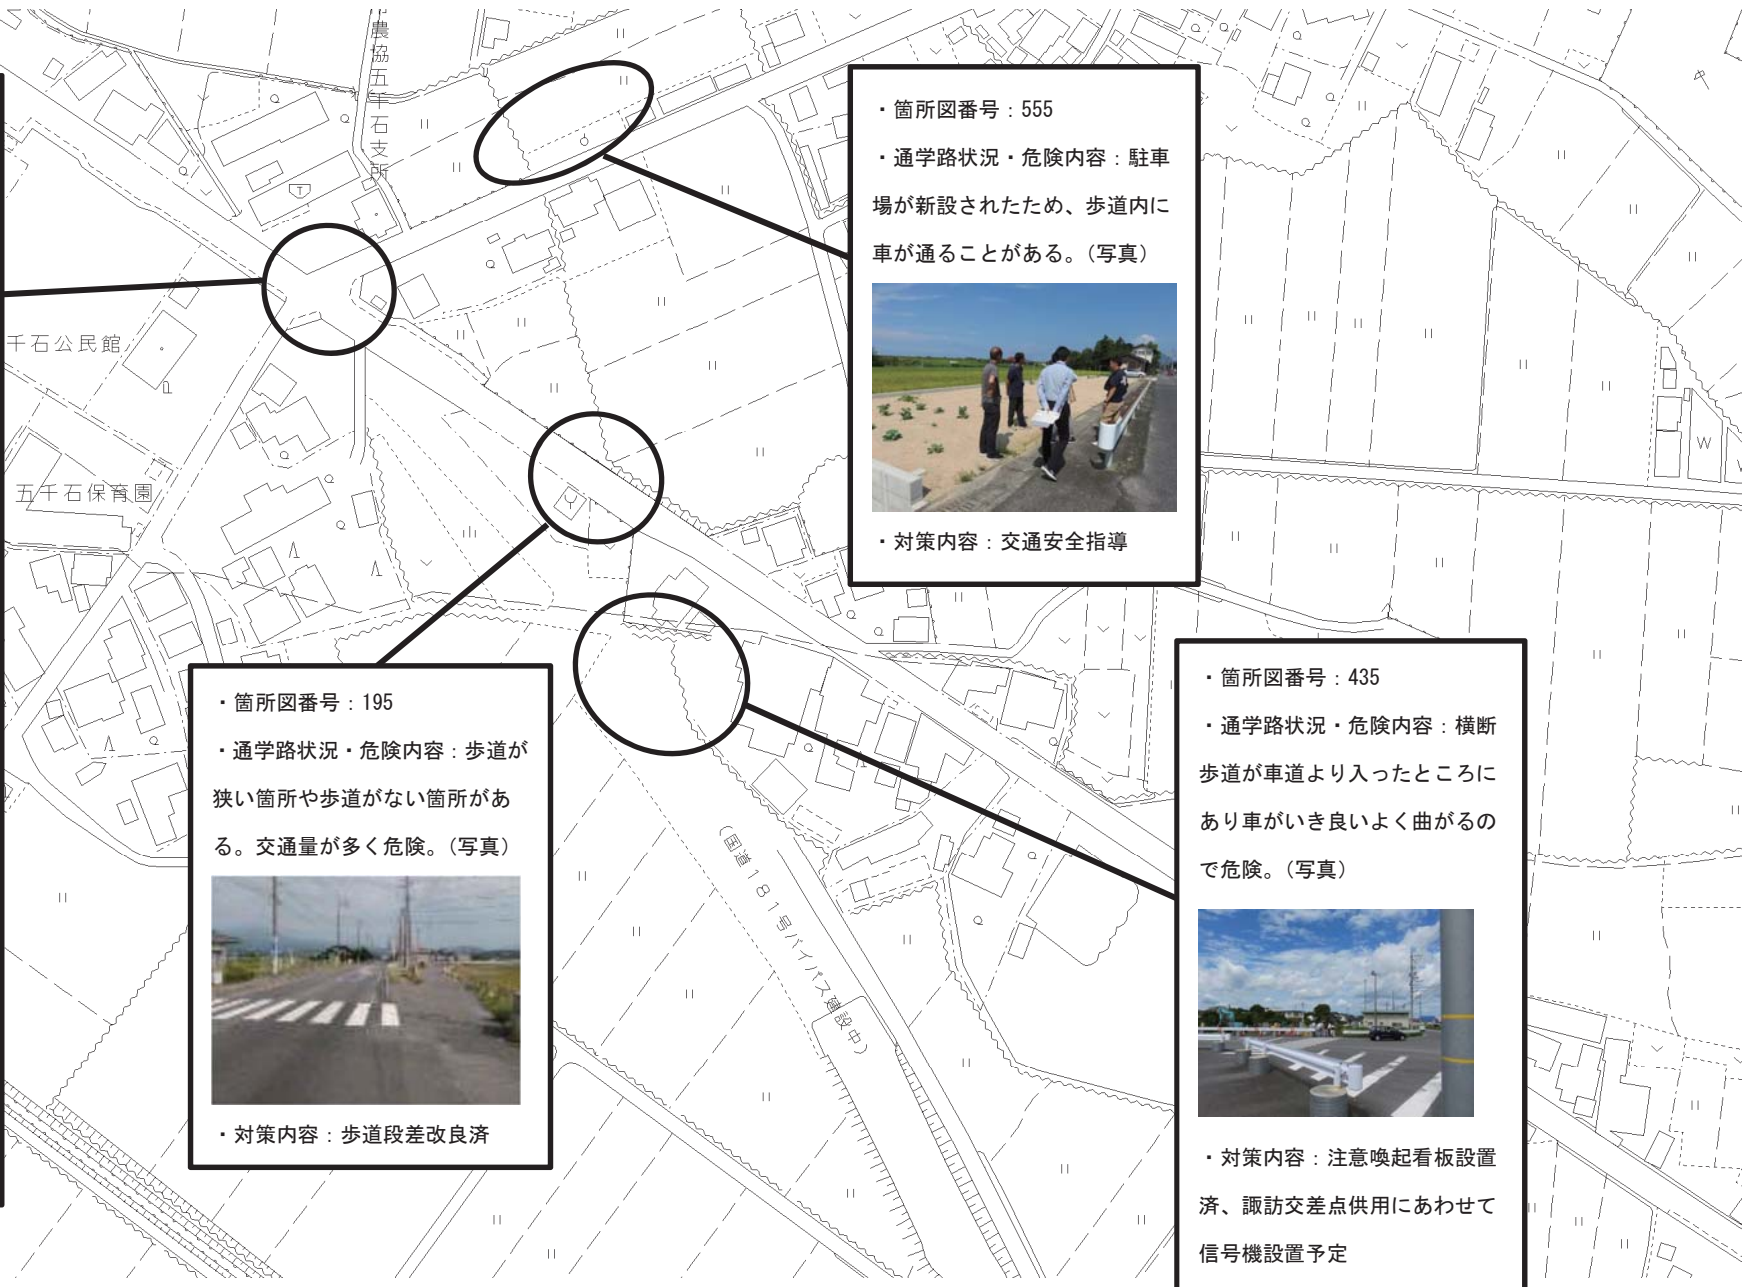 農協五千石支所
千石公民館
五千石保育園
(国道181号バイパス建設中)
・箇所図番号：555
・通学路状況・危険内容：駐車
場が新設されたため、歩道内に
車が通ることがある。（写真）
・対策内容：交通安全指導
・箇所図番号：195
・通学路状況・危険内容：歩道が
狭い箇所や歩道がない箇所があ
る。交通量が多く危険。（写真）
・対策内容：歩道段差改良済
・箇所図番号：435
・通学路状況・危険内容：横断
歩道が車道より入ったところに
あり車がいき良いよく曲がるの
で危険。（写真）
・対策内容：注意喚起看板設置
済、諏訪交差点供用にあわせて
信号機設置予定